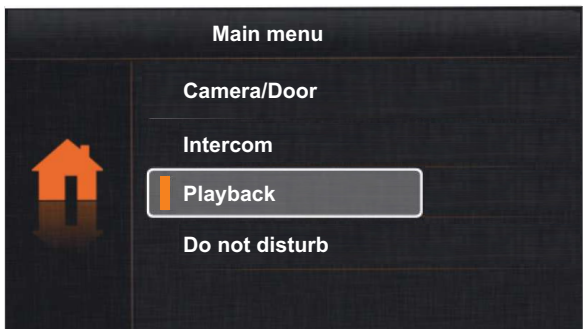 Main menu
Camera/Door
Intercom
Playback
Do not disturb